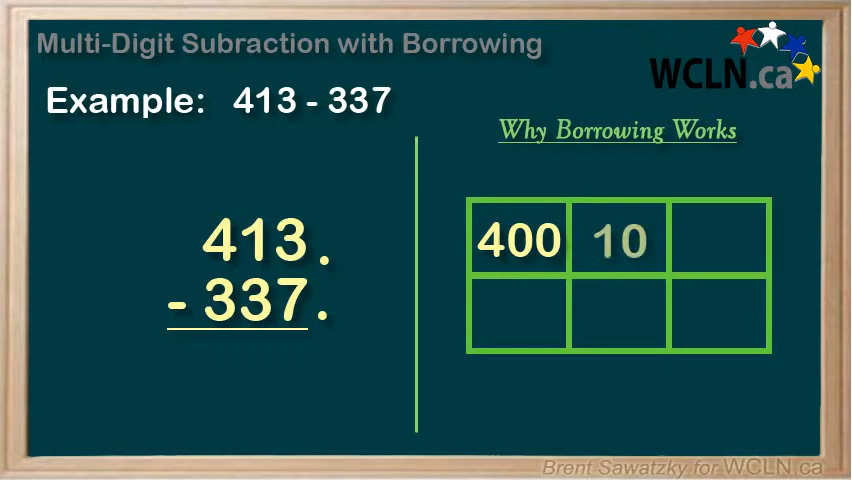 Multi-Digit Subraction with Borrowing
WCLN.ca
Example: 413 - 337
Why Borrowing Works
413.
- 337.
400 10
Brent Sawatzky for WCLN.ca